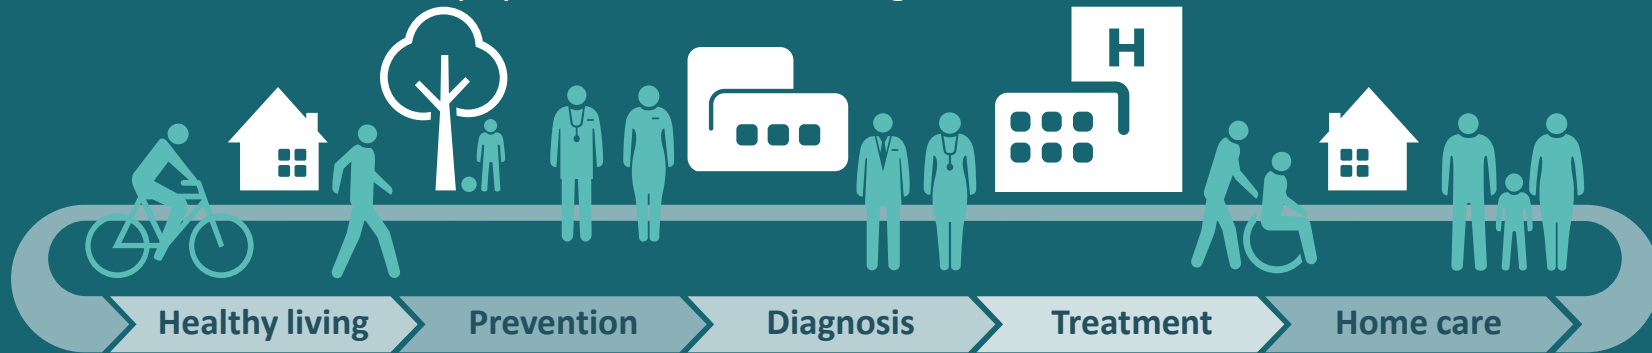 H
Healthy living
Prevention
Diagnosis
Treatment
Home care